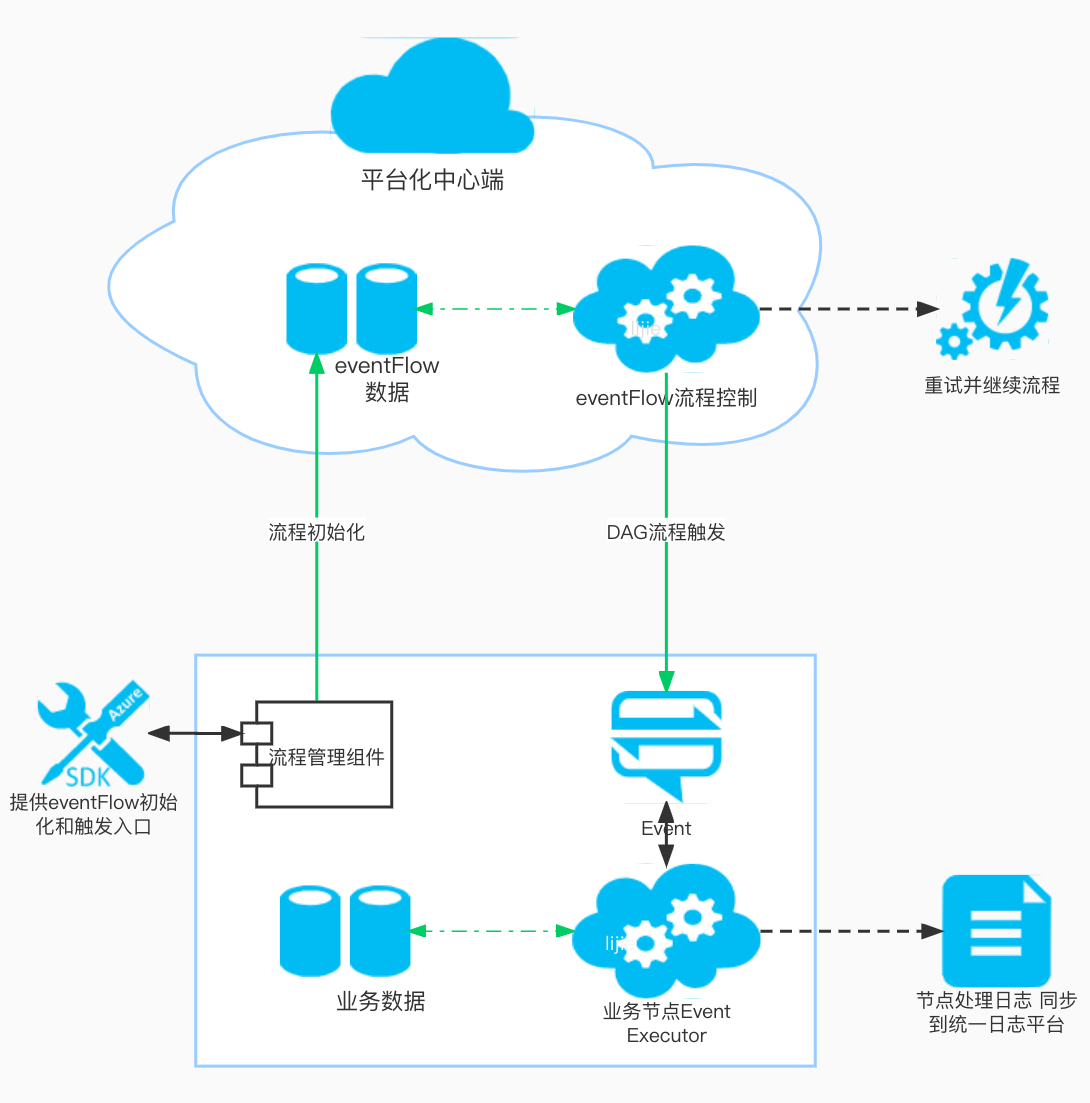 平台化中心端
lijie
eventFlow
数据
eventFlow流程控制
重试并继续流程
流程初始化
DAG流程触发
Azure
SDK
提供eventFlow初始
化和触发入口
流程管理组件
Event
业务数据
业务节点Event
Executor
节点处理日志 同步
到统一日志平台